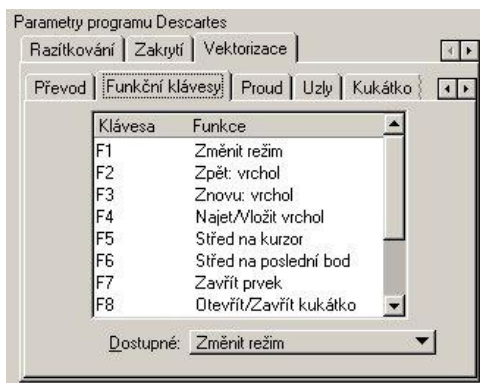 Parametry programu Descartes
Razítkování Zakrytí Vektorizace
Převod Funkční klávesy Proud Uzly Kukátko
Klávesa Funkce
F1 Změnit režim
F2 Zpět: vrchol
F3 Znovu: vrchol
F4 Najet/Vložit vrchol
F5 Střed na kurzor
F6 Střed na poslední bod
F7 Zavřít prvek
F8 Otevřít/Zavřít kukátko
Dostupné: Změnit režim